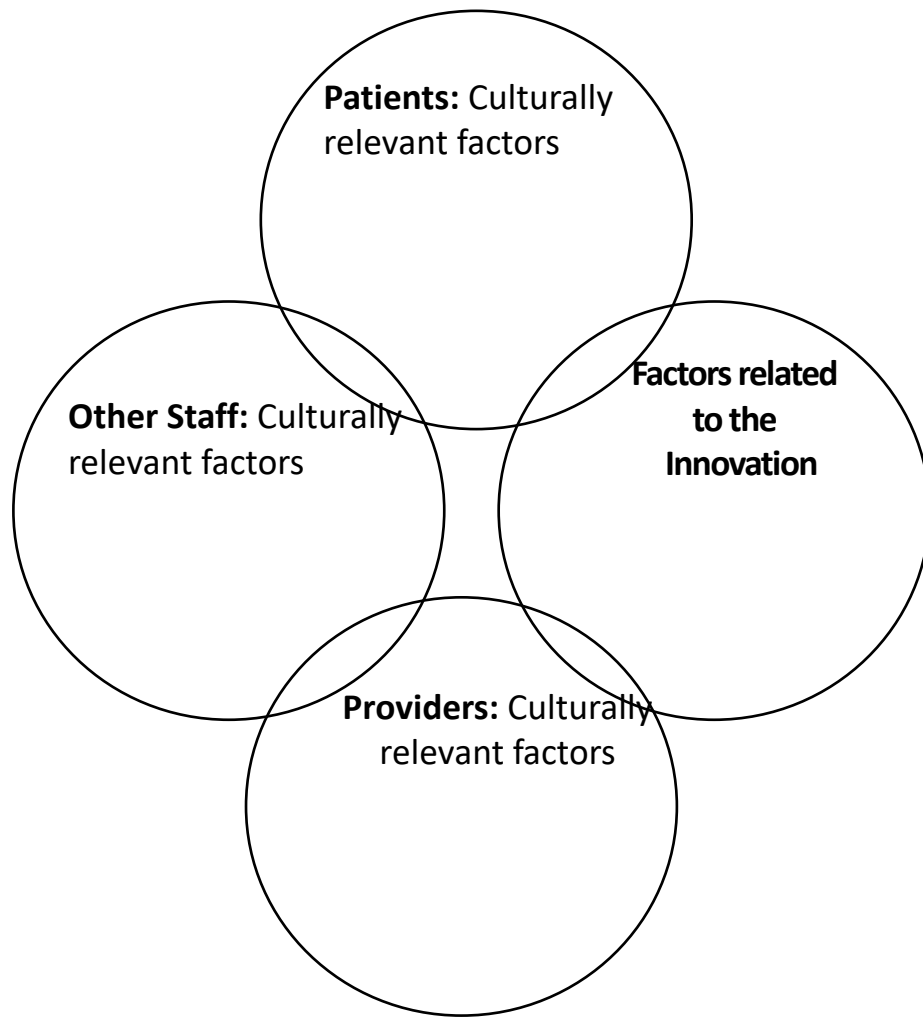 Patients: Culturally
relevant factors
Factors related
to the
Innovation
Other Staff: Culturally
relevant factors
Providers: Culturally
relevant factors